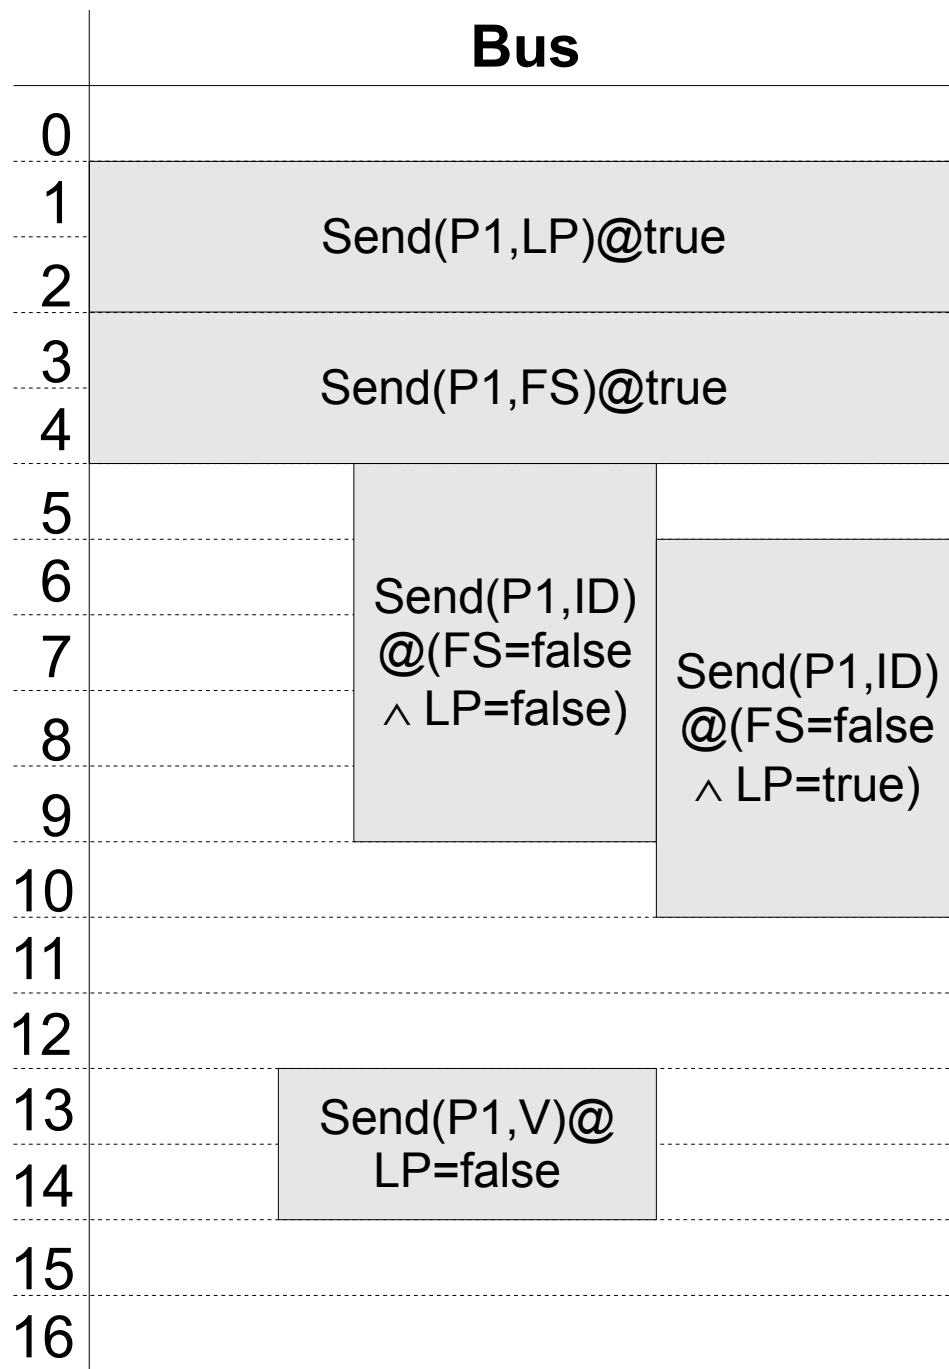 Bus
0
1
Send(P1,LP)@true
2
3
Send(P1,FS)@true
4
5
6
Send(P1,ID)
@(FS=false
∧ LP=false)
7
Send(P1,ID)
@(FS=false
∧ LP=true)
8
9
10
11
12
13
Send(P1,V)@
LP=false
14
15
16